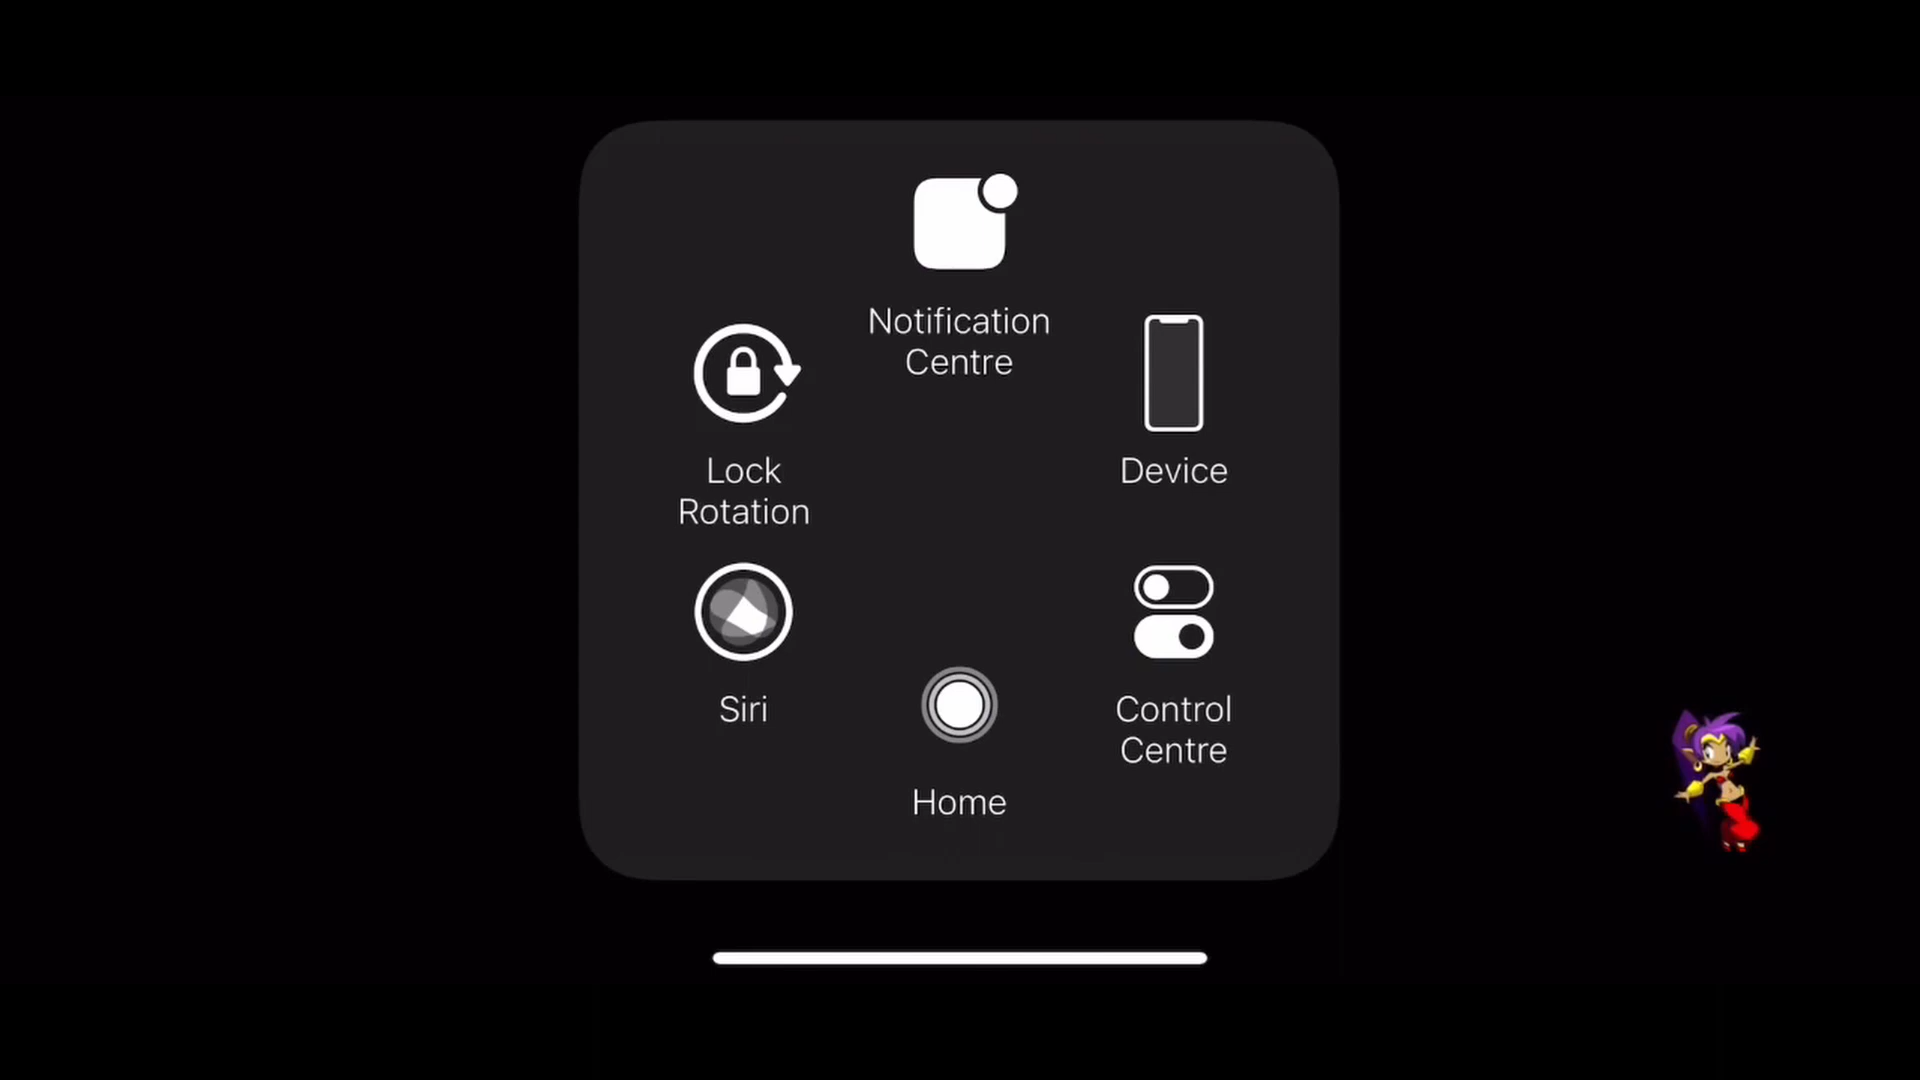 Notification
Centre
Lock
Rotation
Device
Siri
Control
Centre
Home